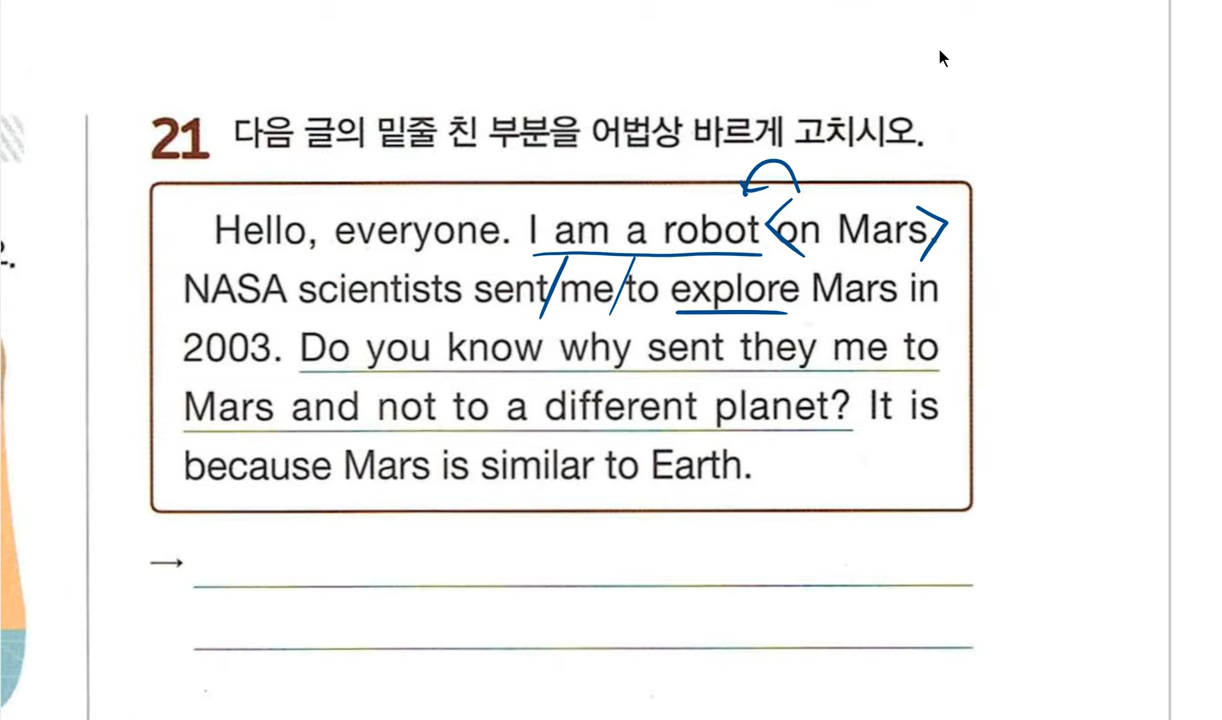 21 다음 글의 밑줄 친 부분을 어법상 바르게 고치시오.
Hello, everyone. I am a robot on Mars.
NASA scientists sent me to explore Mars in
2003. Do you know why sent they me to
Mars and not to a different planet? It is
because Mars is similar to Earth.
→